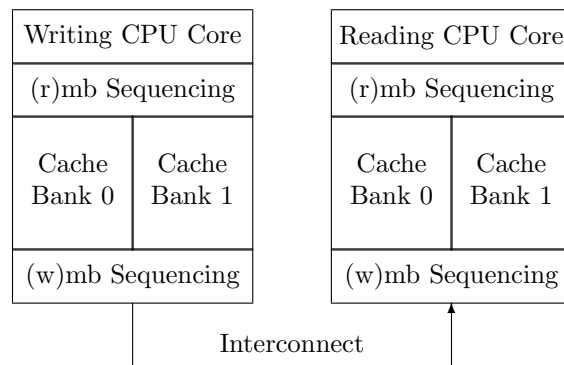 Writing CPU Core
(r)mb Sequencing
Cache
Bank 0
Cache
Bank 1
(w)mb Sequencing
Reading CPU Core
(r)mb Sequencing
Cache
Bank 0
Cache
Bank 1
(w)mb Sequencing
Interconnect